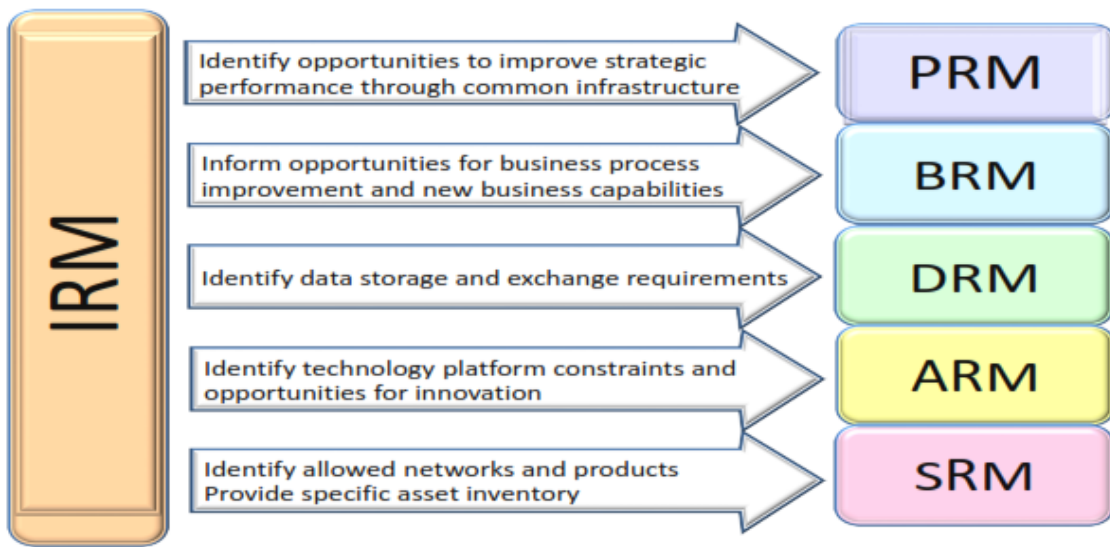 IRM
Identify opportunities to improve strategic
performance through common infrastructure
PRM
Inform opportunities for business process
improvement and new business capabilities
BRM
Identify data storage and exchange requirements
DRM
Identify technology platform constraints and
opportunities for innovation
ARM
Identify allowed networks and products
Provide specific asset inventory
SRM